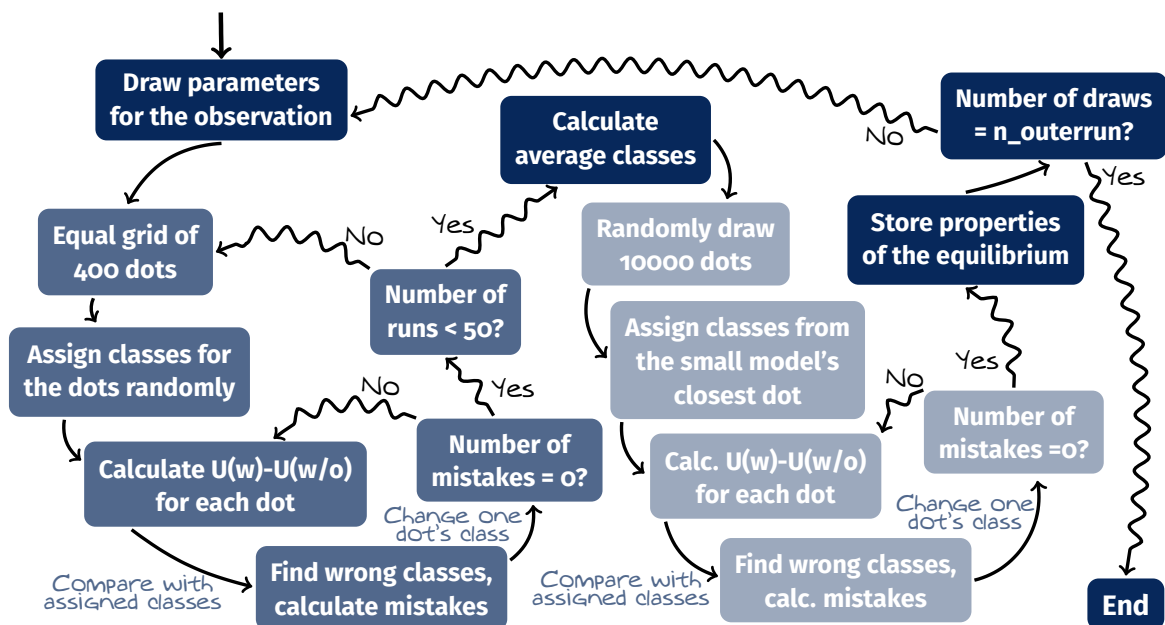 Draw parameters
for the observation
Number of draws
= n_outerrun?
No
Yes
Calculate
average classes
Equal grid of
400 dots
No
Yes
Randomly draw
10000 dots
Store properties
of the equilibrium
Number of
runs < 50?
Assign classes for
the dots randomly
Assign classes from
the small model's
closest dot
No
Yes
No
Yes
Calculate U(w)-U(w/o)
for each dot
Number of
mistakes = 0?
Calc. U(w)-U(w/o)
for each dot
Number of
mistakes =0?
Change one
dot's class
Change one
dot's class
Compare with
assigned classes
Find wrong classes,
calculate mistakes
Compare with
assigned classes
Find wrong classes,
calc. mistakes
End